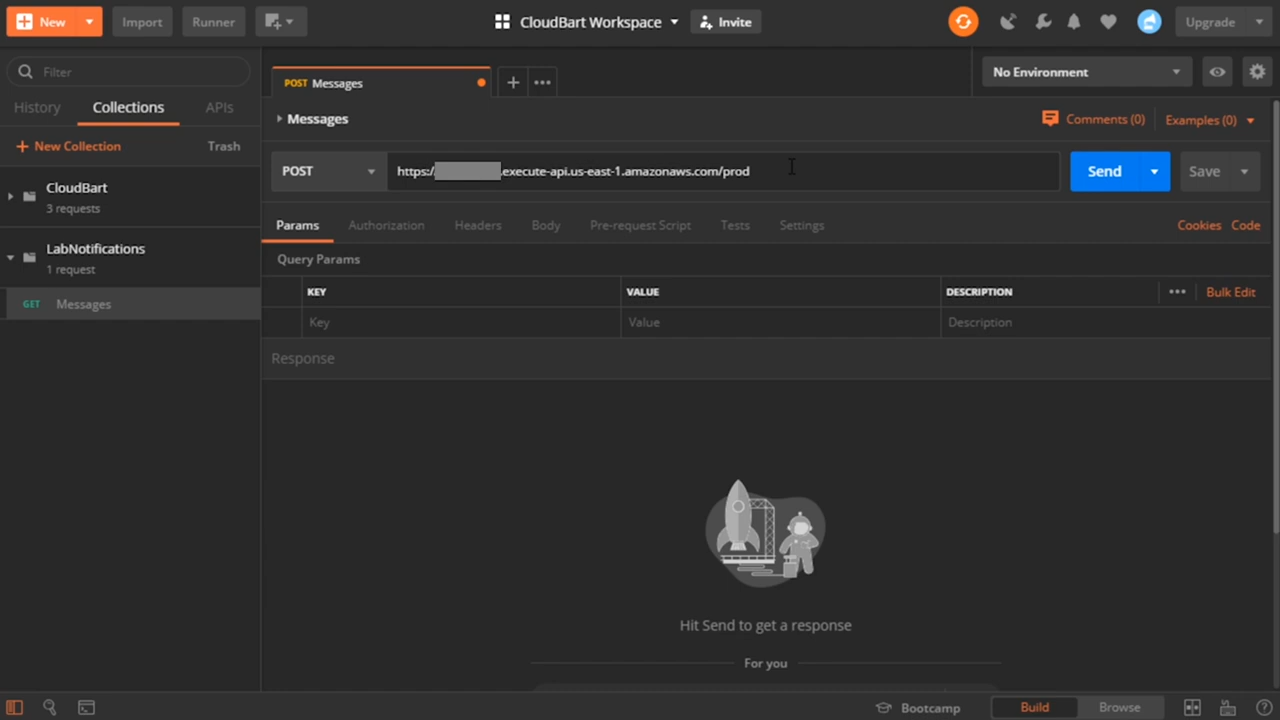 New Import Runner CloudBart Workspace Invite Upgrade
Filter
History Collections APIs
New Collection Trash
CloudBart
3 requests
LabNotifications
1 request
GET Messages
POST Messages
No Environment
Messages Comments (0) Examples (0)
POST https:/ .execute-api.us-east-1.amazonaws.com/prod Send Save
Params Authorization Headers Body Pre-request Script Tests Settings Cookies Code
Query Params
KEY VALUE DESCRIPTION Bulk Edit
Key Value Description
Response
Hit Send to get a response
For you
Bootcamp Build Browse